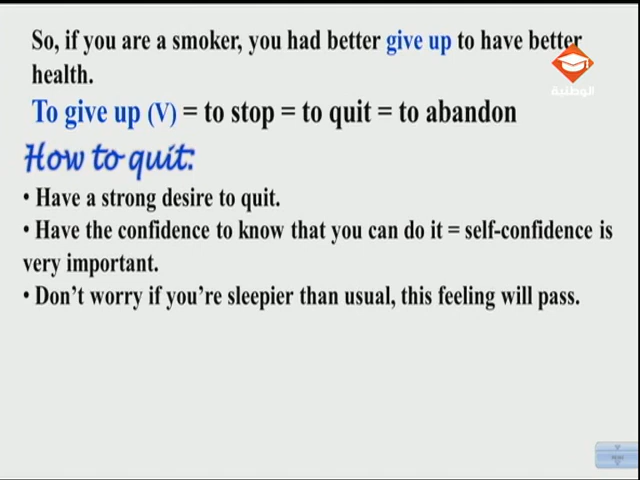 So, if you are a smoker, you had better give up to have better
health.
الوطنية
To give up (V) = to stop = to quit = to abandon
How to quit:
• Have a strong desire to quit.
• Have the confidence to know that you can do it = self-confidence is
very important.
• Don't worry if you're sleepier than usual, this feeling will pass.
MENU